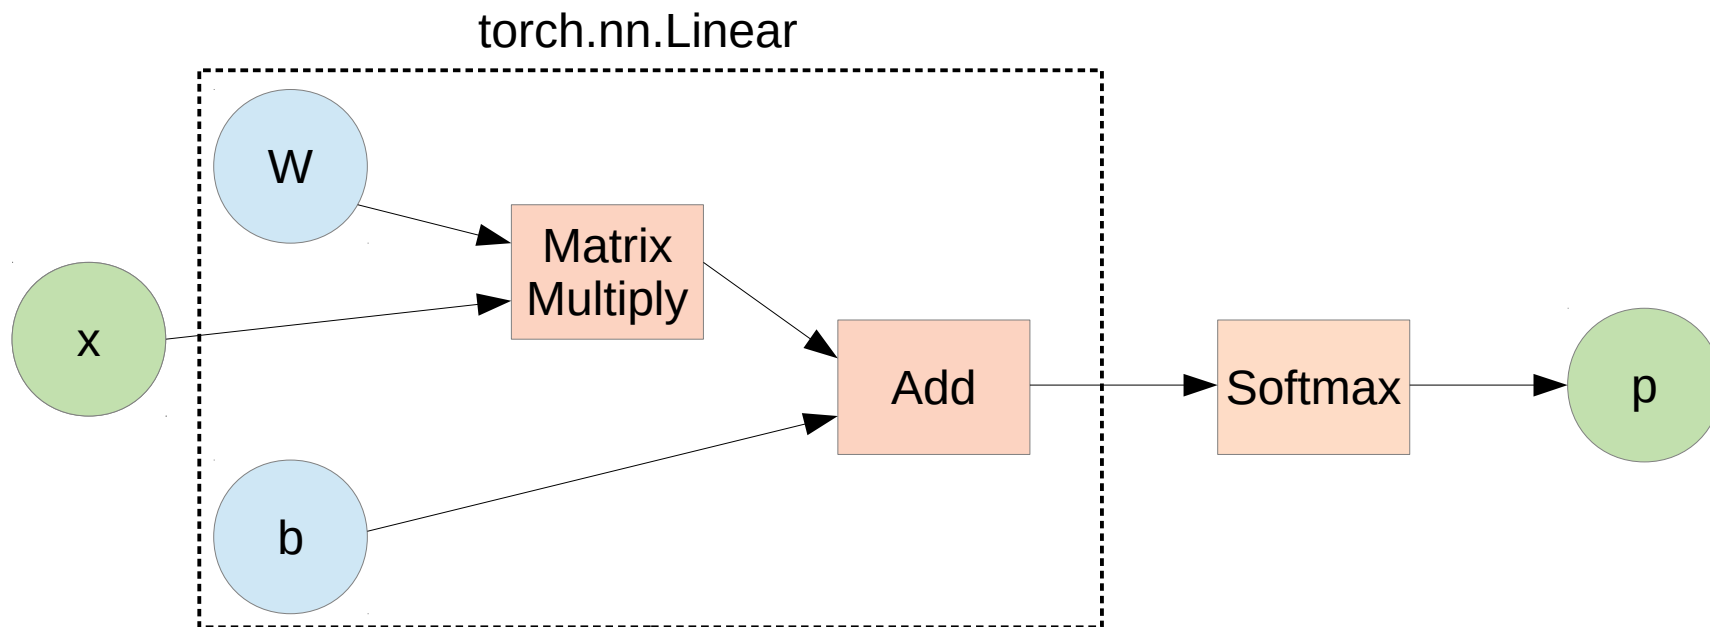 torch.nn.Linear
W
Matrix
Multiply
x
Add
Softmax
p
b